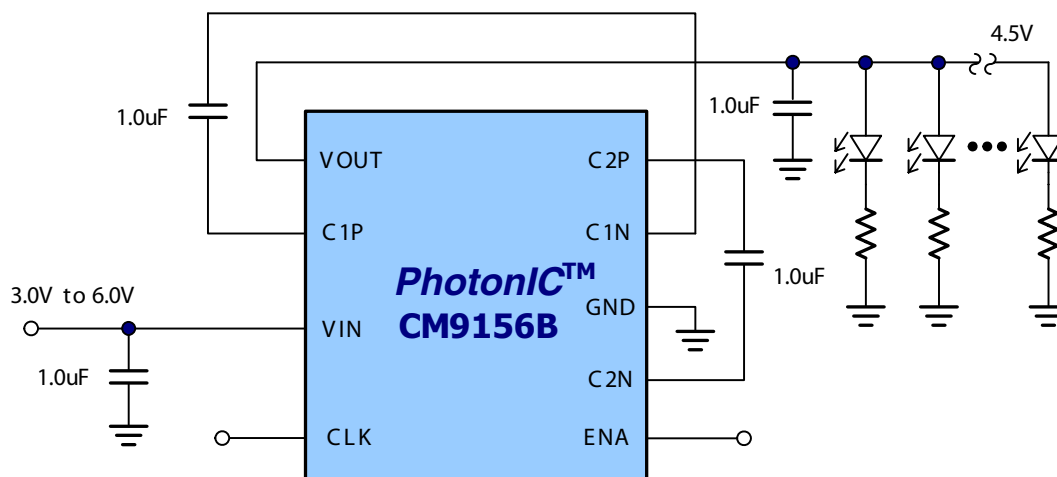 4.5V
1.0uF
1.0uF
VOUT
C2P
C1P
C1N
PhotonIC™
CM9156B
1.0uF
3.0V to 6.0V
GND
VIN
1.0uF
C2N
CLK
ENA